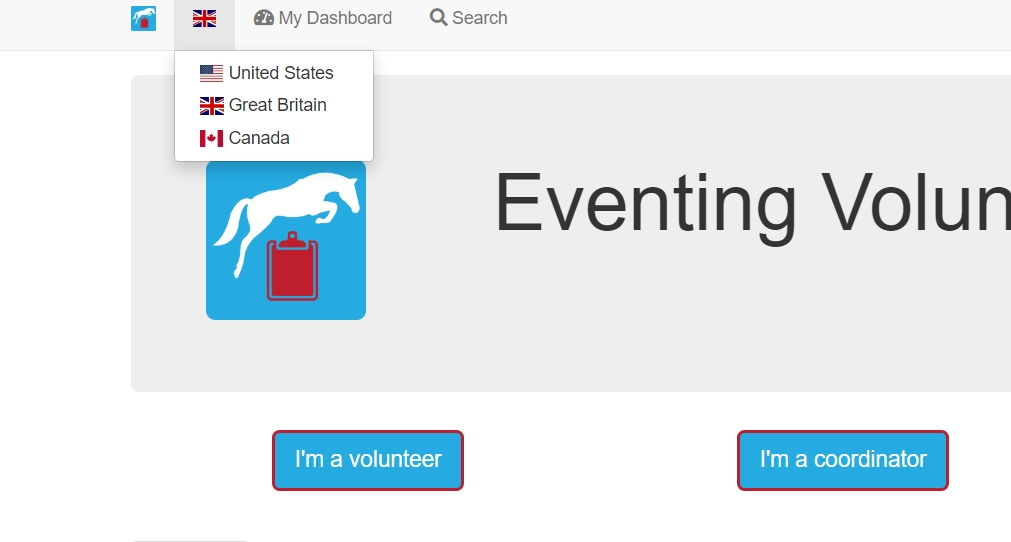 My Dashboard Search
United States
Great Britain
Canada
Eventing Volun
I'm a volunteer
I'm a coordinator